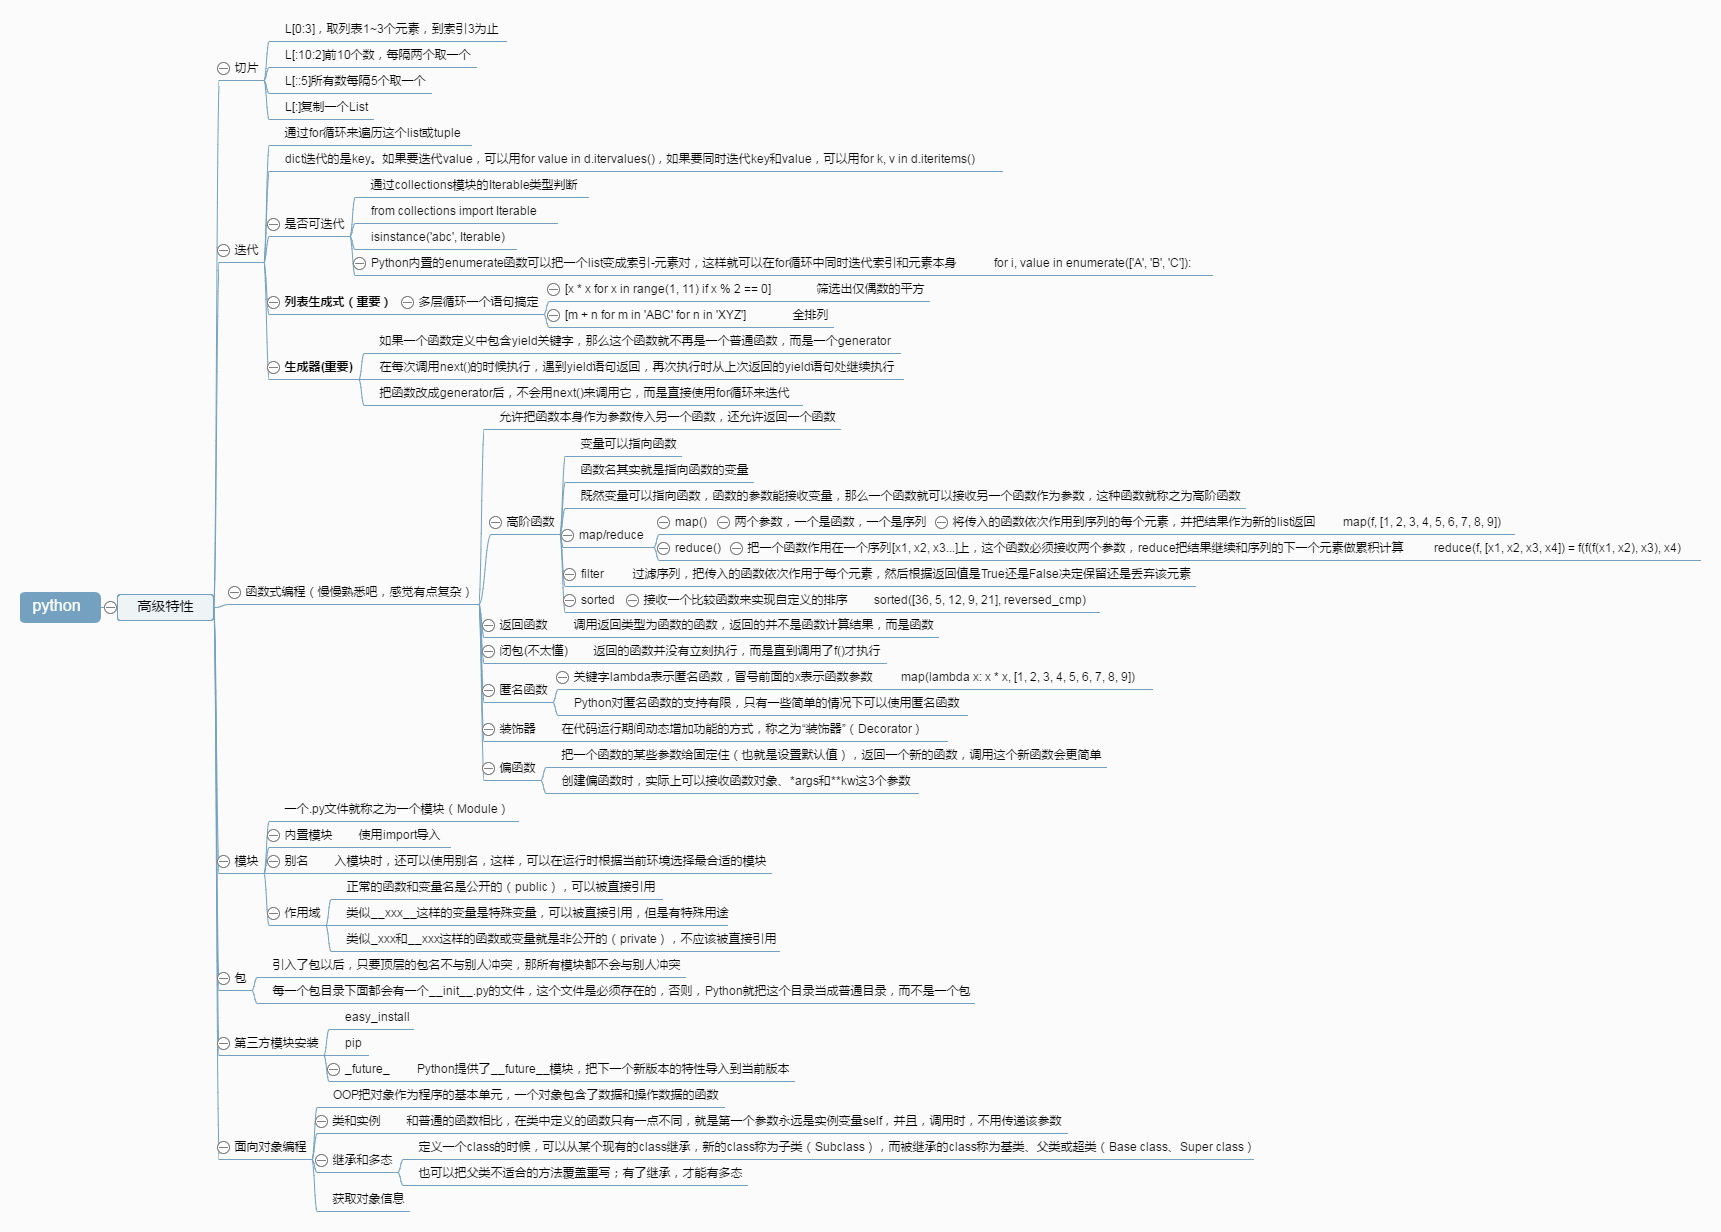 L[0:3]，取列表1~3个元素，到索引3为止
L[:10:2]前10个数，每隔两个取一个
切片
L[::5]所有数每隔5个取一个
L[:]复制一个List
通过for循环来遍历这个list或tuple
dict迭代的是key。如果要迭代value，可以用for value in d.itervalues()，如果要同时迭代key和value，可以用for k, v in d.iteritems()
通过collections模块的Iterable类型判断
from collections import Iterable
是否可迭代
isinstance('abc', Iterable)
迭代
Python内置的enumerate函数可以把一个list变成索引-元素对，这样就可以在for循环中同时迭代索引和元素本身 for i, value in enumerate(['A', 'B', 'C']):
[x * x for x in range(1, 11) if x % 2 == 0] 筛选出仅偶数的平方
列表生成式（重要） 多层循环一个语句搞定
[m + n for m in 'ABC' for n in 'XYZ'] 全排列
如果一个函数定义中包含yield关键字，那么这个函数就不再是一个普通函数，而是一个generator
生成器(重要) 在每次调用next()的时候执行，遇到yield语句返回，再次执行时从上次返回的yield语句处继续执行
把函数改成generator后，不会用next()来调用它，而是直接使用for循环来迭代
允许把函数本身作为参数传入另一个函数，还允许返回一个函数
变量可以指向函数
函数名其实就是指向函数的变量
既然变量可以指向函数，函数的参数能接收变量，那么一个函数就可以接收另一个函数作为参数，这种函数就称之为高阶函数
高阶函数
map() 两个参数，一个是函数，一个是序列 将传入的函数依次作用到序列的每个元素，并把结果作为新的list返回 map(f, [1, 2, 3, 4, 5, 6, 7, 8, 9])
map/reduce
reduce() 把一个函数作用在一个序列[x1, x2, x3...]上，这个函数必须接收两个参数，reduce把结果继续和序列的下一个元素做累积计算 reduce(f, [x1, x2, x3, x4]) = f(f(f(x1, x2), x3), x4)
filter 过滤序列，把传入的函数依次作用于每个元素，然后根据返回值是True还是False决定保留还是丢弃该元素
函数式编程（慢慢熟悉吧，感觉有点复杂）
sorted 接收一个比较函数来实现自定义的排序 sorted([36, 5, 12, 9, 21], reversed_cmp)
python 高级特性
返回函数 调用返回类型为函数的函数，返回的并不是函数计算结果，而是函数
闭包(不太懂) 返回的函数并没有立刻执行，而是直到调用了f()才执行
关键字lambda表示匿名函数，冒号前面的x表示函数参数 map(lambda x: x * x, [1, 2, 3, 4, 5, 6, 7, 8, 9])
匿名函数
Python对匿名函数的支持有限，只有一些简单的情况下可以使用匿名函数
装饰器 在代码运行期间动态增加功能的方式，称之为“装饰器”（Decorator）
把一个函数的某些参数给固定住（也就是设置默认值），返回一个新的函数，调用这个新函数会更简单
偏函数
创建偏函数时，实际上可以接收函数对象、*args和**kw这3个参数
一个.py文件就称之为一个模块（Module）
内置模块 使用import导入
模块 别名 入模块时，还可以使用别名，这样，可以在运行时根据当前环境选择最合适的模块
正常的函数和变量名是公开的（public），可以被直接引用
作用域 类似__xxx__这样的变量是特殊变量，可以被直接引用，但是有特殊用途
类似_xxx和__xxx这样的函数或变量就是非公开的（private），不应该被直接引用
引入了包以后，只要顶层的包名不与别人冲突，那所有模块都不会与别人冲突
包
每一个包目录下面都会有一个__init__.py的文件，这个文件是必须存在的，否则，Python就把这个目录当成普通目录，而不是一个包
easy_install
第三方模块安装 pip
_future_ Python提供了__future__模块，把下一个新版本的特性导入到当前版本
OOP把对象作为程序的基本单元，一个对象包含了数据和操作数据的函数
类和实例 和普通的函数相比，在类中定义的函数只有一点不同，就是第一个参数永远是实例变量self，并且，调用时，不用传递该参数
面向对象编程 定义一个class的时候，可以从某个现有的class继承，新的class称为子类（Subclass），而被继承的class称为基类、父类或超类（Base class、Super class）
继承和多态
也可以把父类不适合的方法覆盖重写；有了继承，才能有多态
获取对象信息